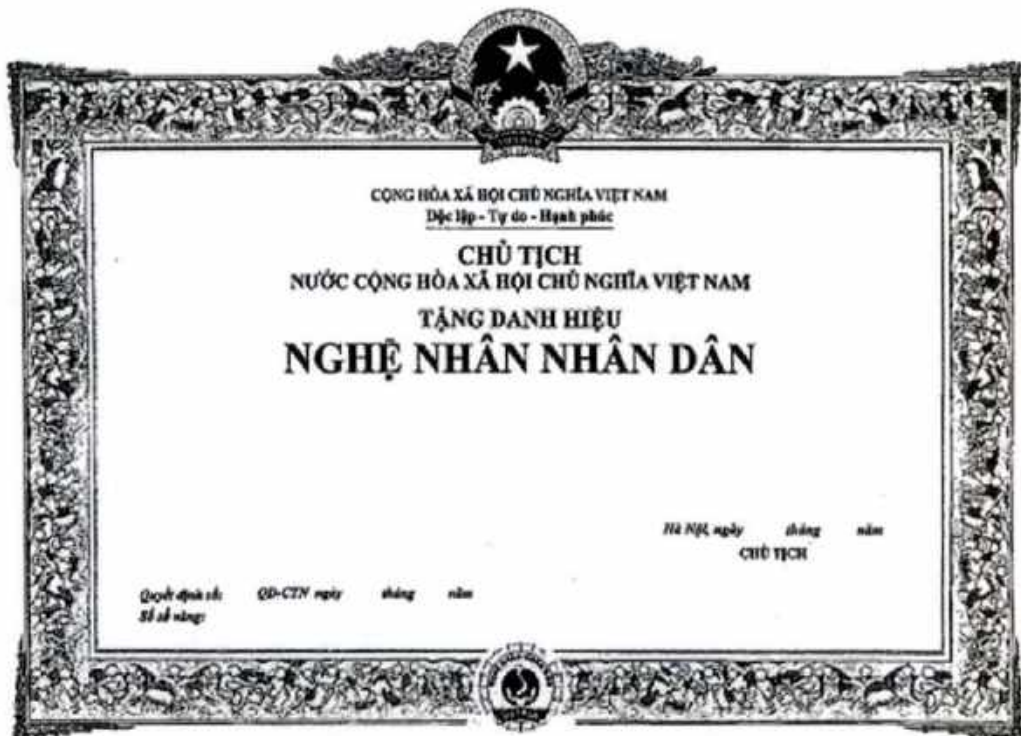 CỘNG HÒA XÃ HỘI CHỦ NGHĨA VIỆT NAM
Độc lập - Tự do - Hạnh phúc
CHỦ TỊCH
NƯỚC CỘNG HÒA XÃ HỘI CHỦ NGHĨA VIỆT NAM
TẶNG DANH HIỆU
NGHỆ NHÂN NHÂN DÂN
Hà Nội, ngày tháng năm
CHỦ TỊCH
Quyết định số: QĐ-CTN ngày tháng năm
Số sổ vàng: